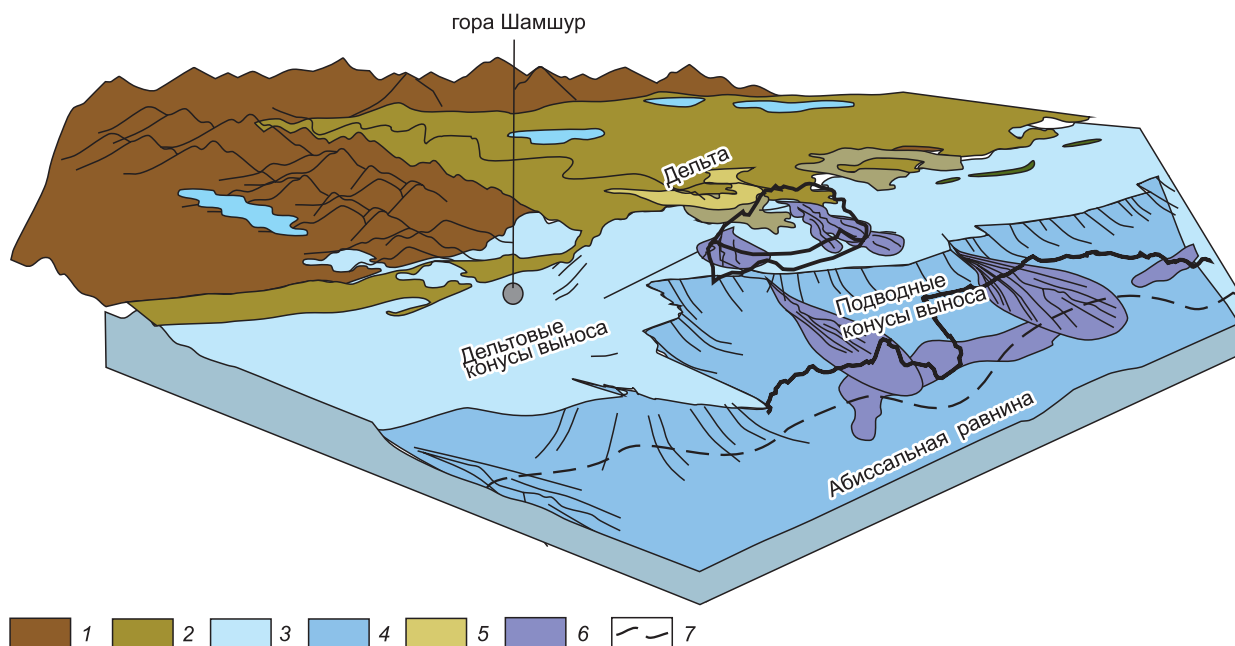 гора Шамшур
Дельта
Подводные
конусы выноса
Дельтовые
конусы выноса
Абиссальная равнина
1 2 3 4 5 6 7